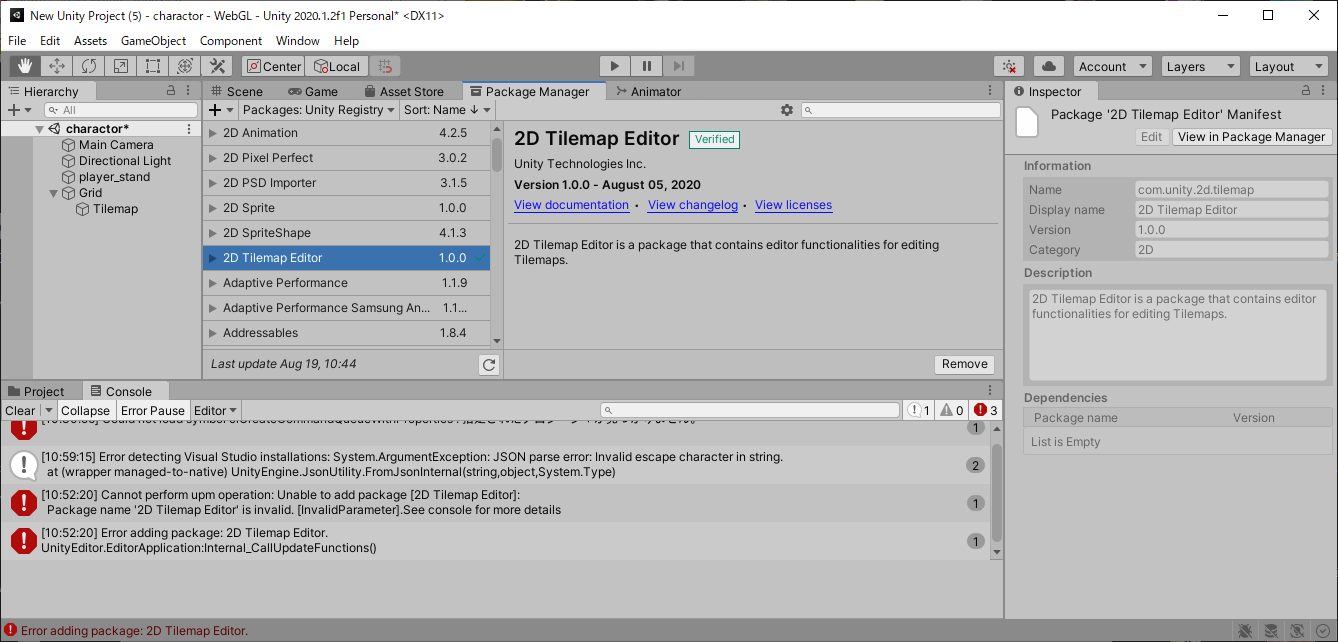 New Unity Project (5) - charactor - WebGL - Unity 2020.1.2f1 Personal* <DX11>
File Edit Assets GameObject Component Window Help
Center Local Account Layers Layout
Hierarchy
All
charactor*
Main Camera
Directional Light
player_stand
Grid
Tilemap
Scene Game Asset Store Package Manager Animator
Packages: Unity Registry Sort: Name ↓
2D Animation 4.2.5
2D Pixel Perfect 3.0.2
2D PSD Importer 3.1.5
2D Sprite 1.0.0
2D SpriteShape 4.1.3
2D Tilemap Editor 1.0.0
Adaptive Performance 1.1.9
Adaptive Performance Samsung An... 1.1...
Addressables 1.8.4
Last update Aug 19, 10:44
2D Tilemap Editor Verified
Unity Technologies Inc.
Version 1.0.0 - August 05, 2020
View documentation • View changelog • View licenses
2D Tilemap Editor is a package that contains editor functionalities for editing
Tilemaps.
Remove
Inspector
Package '2D Tilemap Editor' Manifest
Edit View in Package Manager
Information
Name com.unity.2d.tilemap
Display name 2D Tilemap Editor
Version 1.0.0
Category 2D
Description
2D Tilemap Editor is a package that contains editor
functionalities for editing Tilemaps.
Dependencies
Package name Version
List is Empty
Project Console
Clear Collapse Error Pause Editor 1 0 3
1
[10:59:15] Error detecting Visual Studio installations: System.ArgumentException: JSON parse error: Invalid escape character in string.
at (wrapper managed-to-native) UnityEngine.JsonUtility.FromJsonInternal(string,object,System.Type)
2
[10:52:20] Cannot perform upm operation: Unable to add package [2D Tilemap Editor]:
Package name '2D Tilemap Editor' is invalid. [InvalidParameter].See console for more details
1
[10:52:20] Error adding package: 2D Tilemap Editor.
UnityEditor.EditorApplication:Internal_CallUpdateFunctions()
1
Error adding package: 2D Tilemap Editor.